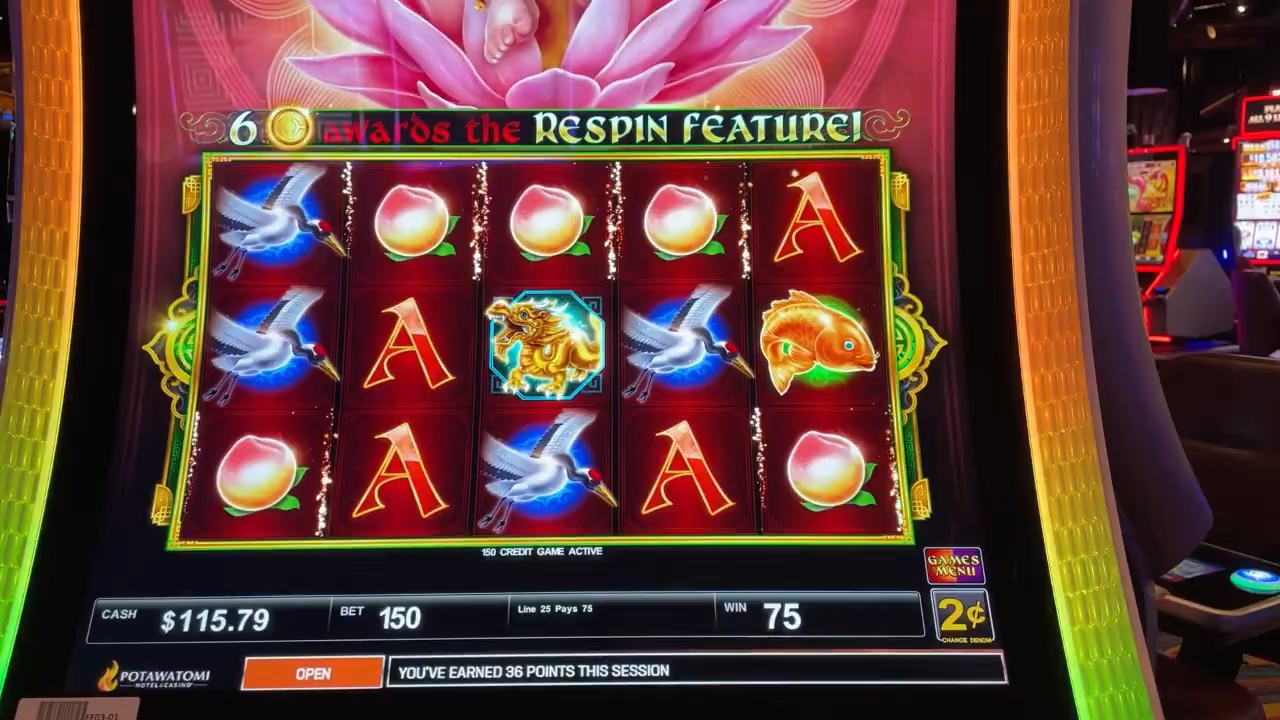 6 awards the RESPIN FEATURE!
A
A
A
A
150 CREDIT GAME ACTIVE
GAMES MENU
CASH $115.79 BET 150 Line 25 Pays 75 WIN 75
2¢
CHANGE DENOM
POTAWATOMI
HOTEL & CASINO
OPEN
YOU'VE EARNED 36 POINTS THIS SESSION